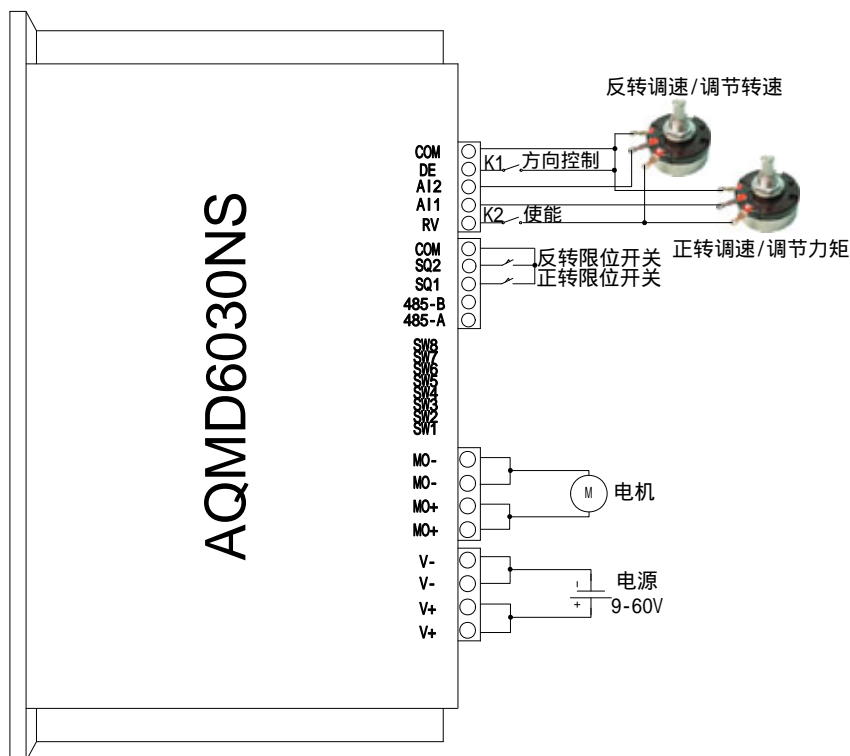 反转调速/调节转速
COM
DE
AI2
AI1
RV
K1 方向控制
K2 使能
正转调速/调节力矩
COM
SQ2
SQ1
485-B
485-A
反转限位开关
正转限位开关
SW8
SW7
SW6
SW5
SW4
SW3
SW2
SW1
AQMD6030NS
MO-
MO-
MO+
MO+
M 电机
V-
V-
V+
V+
- 电源
+ 9-60V